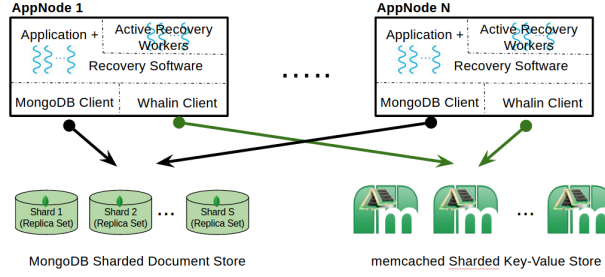 AppNode 1
Application +
Active Recovery
Workers
Recovery Software
MongoDB Client
Whalin Client
.....
AppNode N
Application +
Active Recovery
Workers
Recovery Software
MongoDB Client
Whalin Client
Shard 1
(Replica Set)
Shard 2
(Replica Set)
...
Shard S
(Replica Set)
MongoDB Sharded Document Store
m
m
...
m
memcached Sharded Key-Value Store